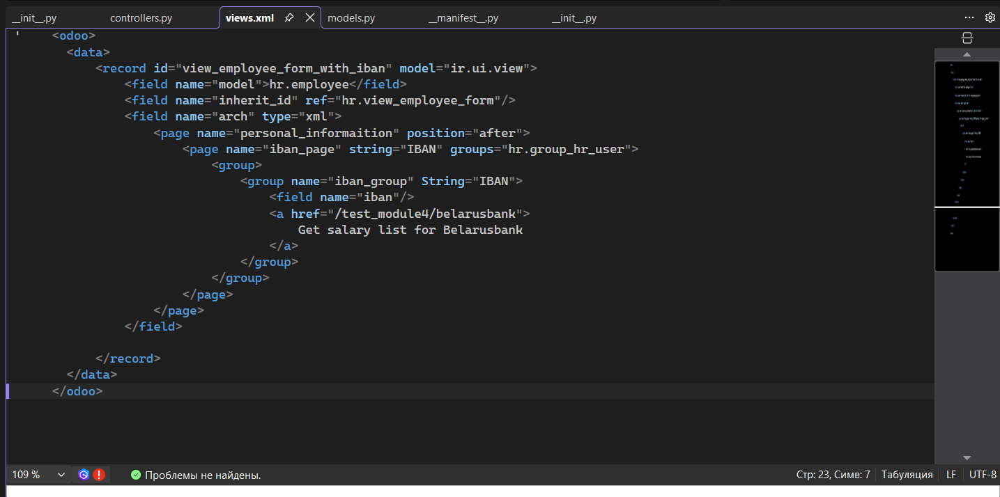 __init__.py controllers.py views.xml models.py __manifest__.py __init__.py
<odoo>
<data>
<record id="view_employee_form_with_iban" model="ir.ui.view">
<field name="model">hr.employee</field>
<field name="inherit_id" ref="hr.view_employee_form"/>
<field name="arch" type="xml">
<page name="personal_informaition" position="after">
<page name="iban_page" string="IBAN" groups="hr.group_hr_user">
<group>
<group name="iban_group" String="IBAN">
<field name="iban"/>
<a href="/test_module4/belarusbank">
Get salary list for Belarusbank
</a>
</group>
</group>
</page>
</page>
</field>
</record>
</data>
</odoo>
109 % Проблемы не найдены. Стр: 23, Симв: 7 Табуляция LF UTF-8